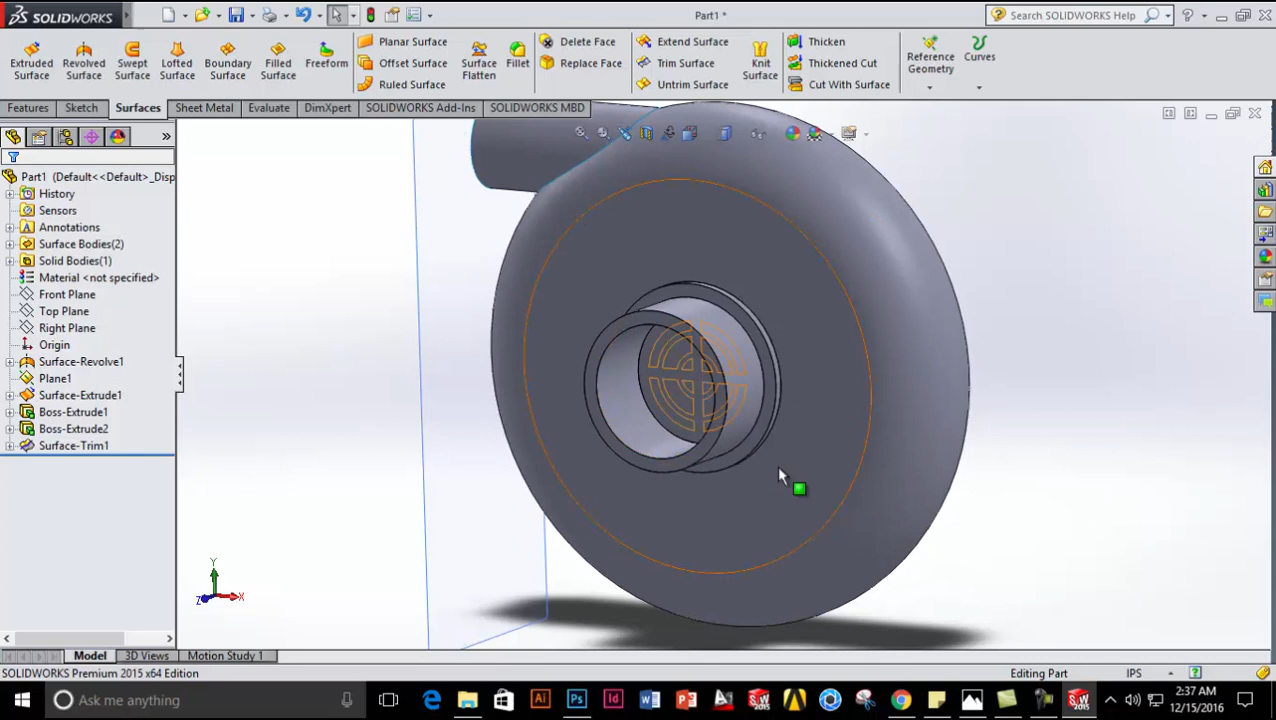 SOLIDWORKS
Part1 *
Search SOLIDWORKS Help
Extruded Surface
Revolved Surface
Swept Surface
Lofted Surface
Boundary Surface
Filled Surface
Freeform
Planar Surface
Offset Surface
Ruled Surface
Surface Flatten
Fillet
Delete Face
Replace Face
Extend Surface
Trim Surface
Untrim Surface
Knit Surface
Thicken
Thickened Cut
Cut With Surface
Reference Geometry
Curves
Features
Sketch
Surfaces
Sheet Metal
Evaluate
DimXpert
SOLIDWORKS Add-Ins
SOLIDWORKS MBD
Part1 (Default<<Default>_Disp
History
Sensors
Annotations
Surface Bodies(2)
Solid Bodies(1)
Material <not specified>
Front Plane
Top Plane
Right Plane
Origin
Surface-Revolve1
Plane1
Surface-Extrude1
Boss-Extrude1
Boss-Extrude2
Surface-Trim1
Y
X
Z
Model
3D Views
Motion Study 1
SOLIDWORKS Premium 2015 x64 Edition
Editing Part
IPS
Ask me anything
2:37 AM
12/15/2016